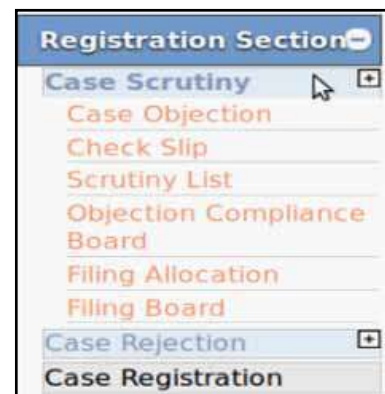 Registration Section
Case Scrutiny
Case Objection
Check Slip
Scrutiny List
Objection Compliance
Board
Filing Allocation
Filing Board
Case Rejection
Case Registration